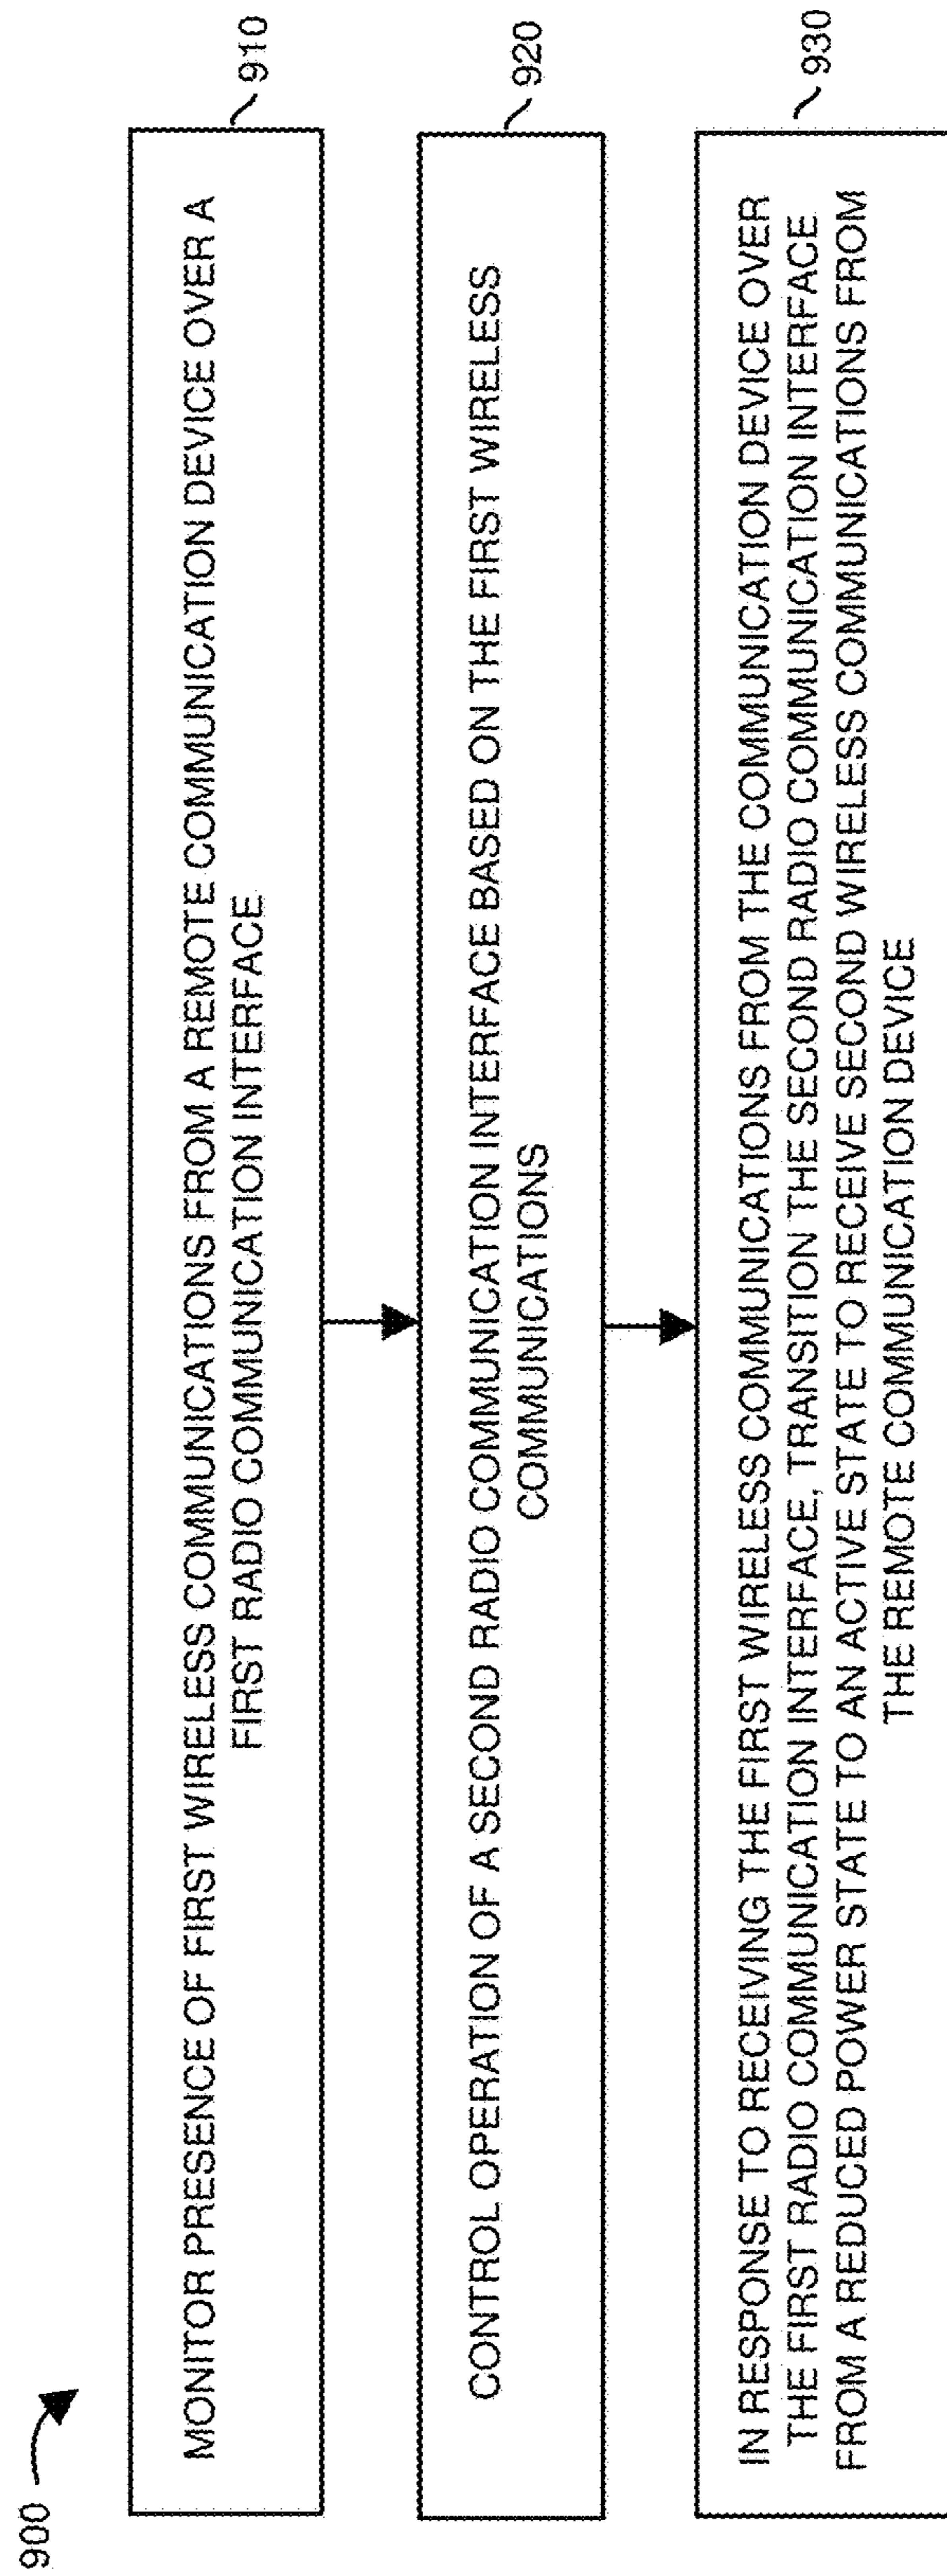 900
MONITOR PRESENCE OF FIRST WIRELESS COMMUNICATIONS FROM A REMOTE COMMUNICATION DEVICE OVER A
FIRST RADIO COMMUNICATION INTERFACE
910
CONTROL OPERATION OF A SECOND RADIO COMMUNICATION INTERFACE BASED ON THE FIRST WIRELESS
COMMUNICATIONS
920
IN RESPONSE TO RECEIVING THE FIRST WIRELESS COMMUNICATIONS FROM THE COMMUNICATION DEVICE OVER
THE FIRST RADIO COMMUNICATION INTERFACE, TRANSITION THE SECOND RADIO COMMUNICATION INTERFACE
FROM A REDUCED POWER STATE TO AN ACTIVE STATE TO RECEIVE SECOND WIRELESS COMMUNICATIONS FROM
THE REMOTE COMMUNICATION DEVICE
930